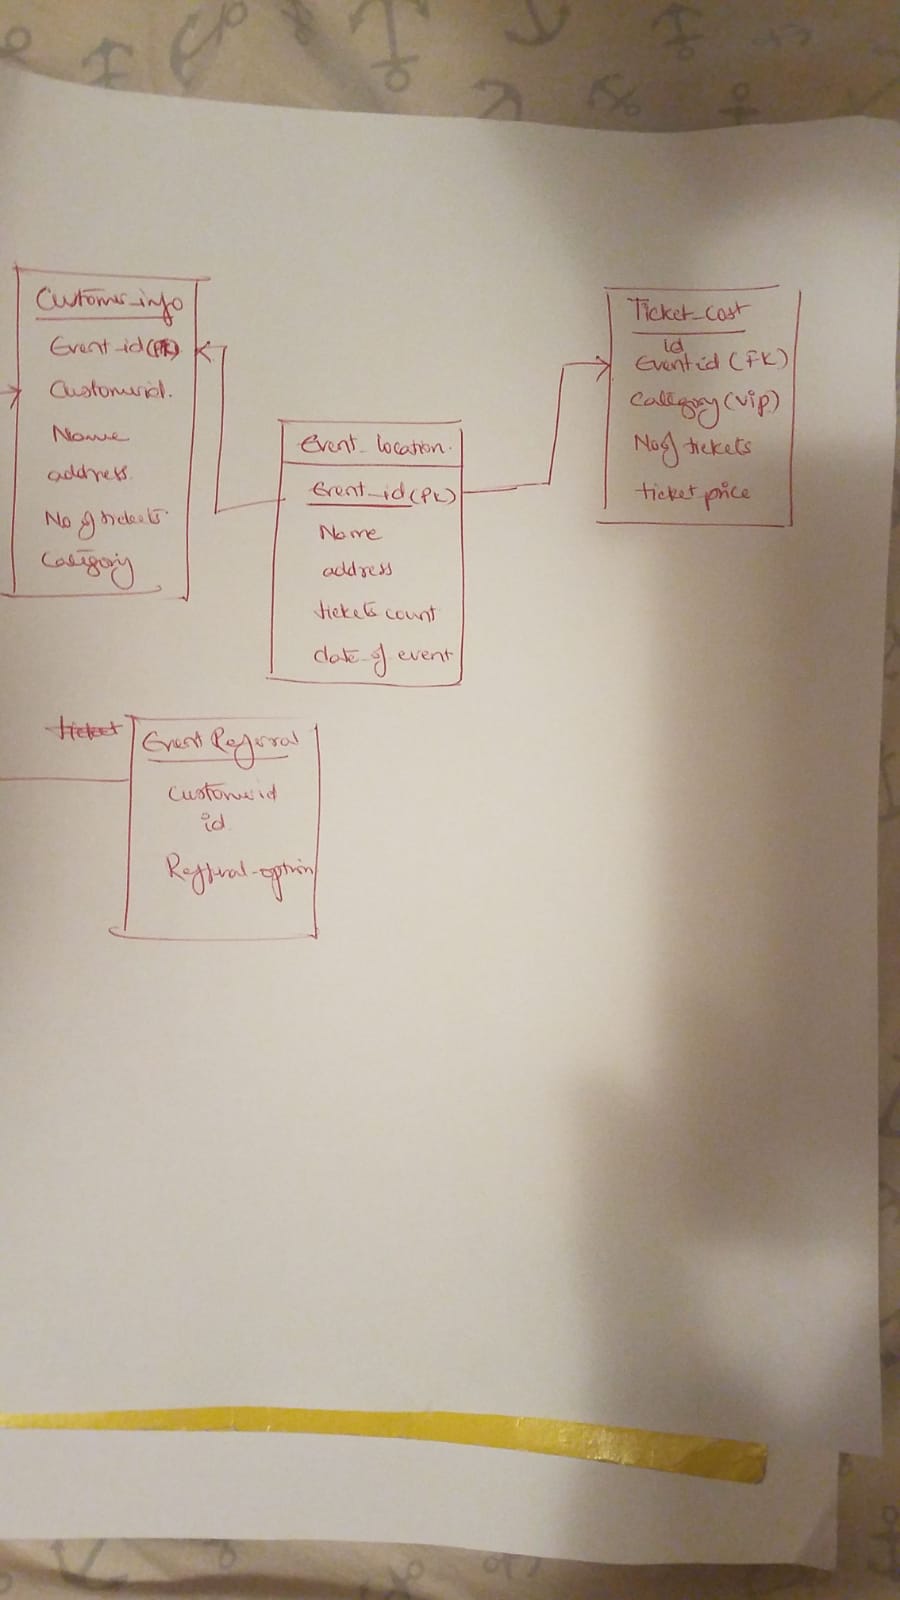 Customer_info
Event_id
Customerid.
Name
address
No of tickets
Category
Event_location.
Event_id(PK)
Name
address
tickets count
date of event
Ticket_cost
id
Event id (FK)
Category(vip)
No of tickets
ticket price
ticket
Event Referral
Customerid
id
Referral-option